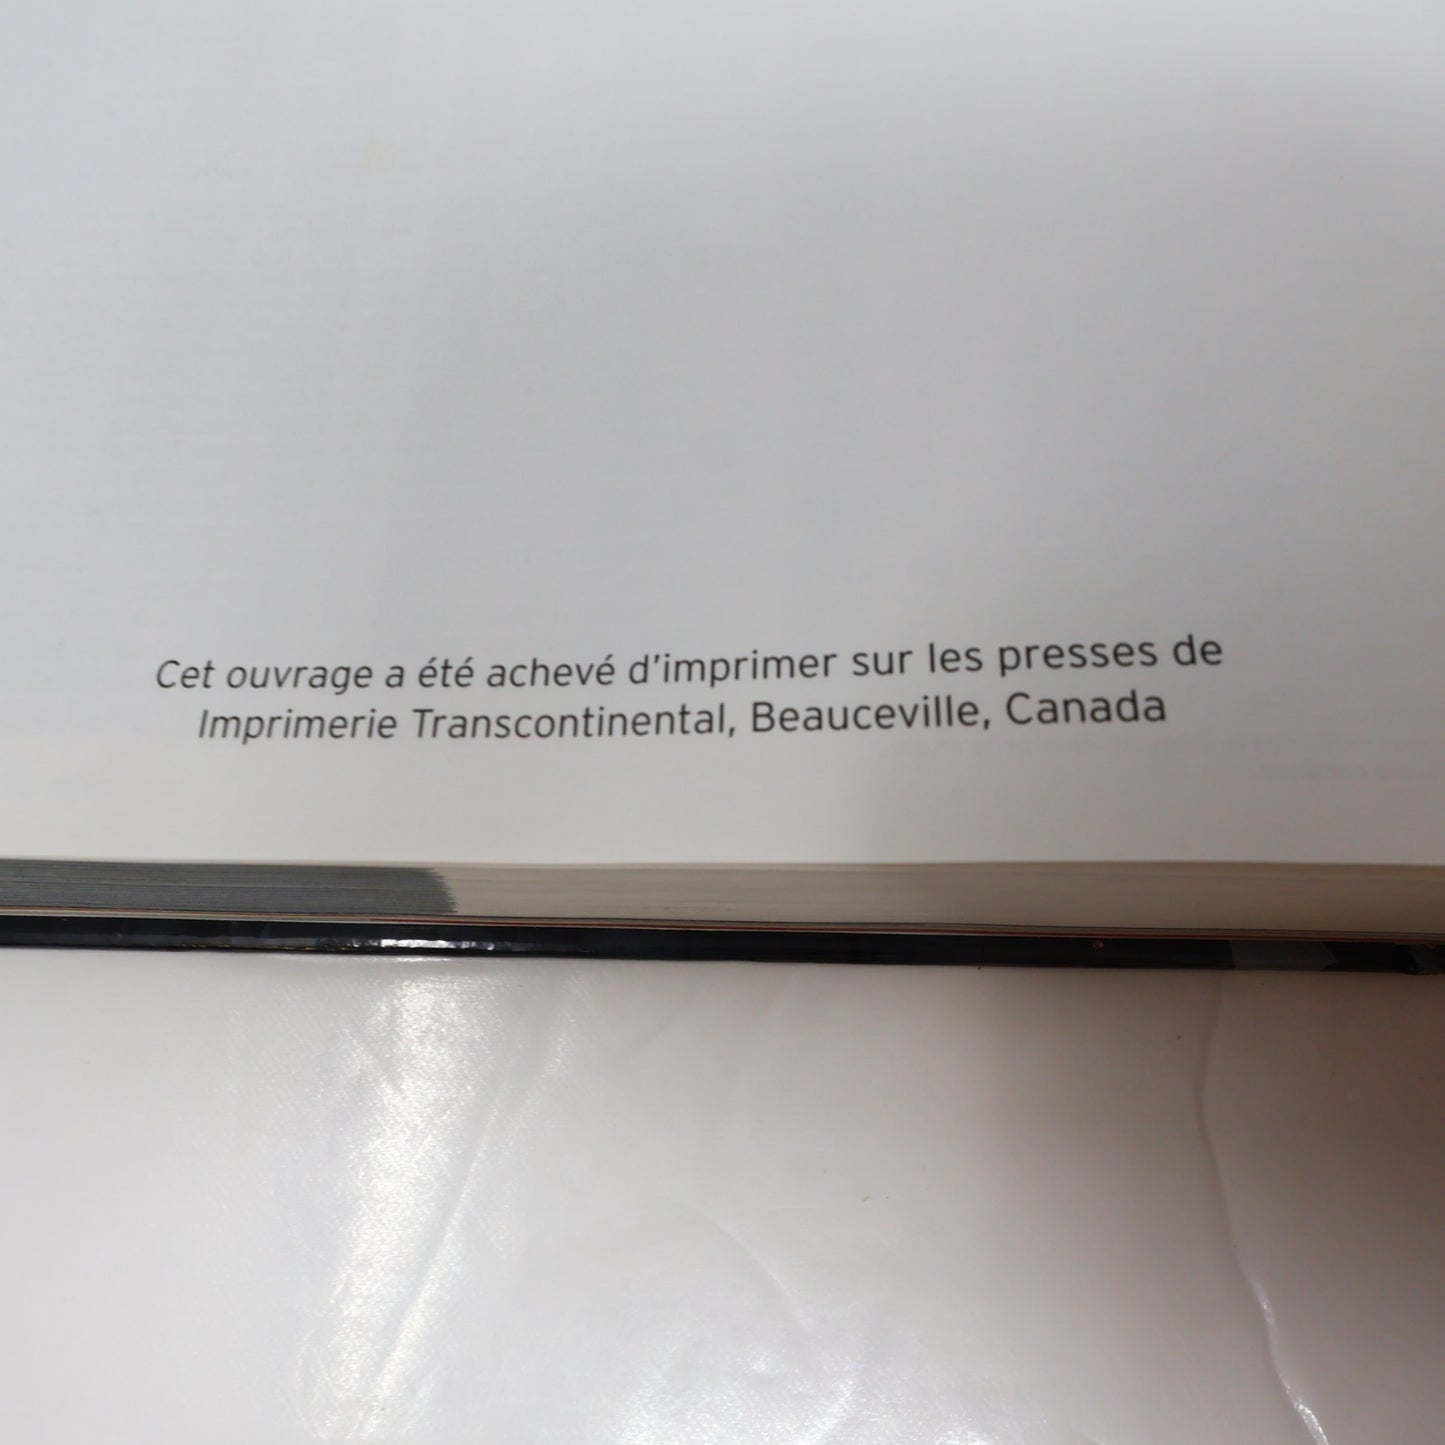 Cet ouvrage a été achevé d'imprimer sur les presses de
Imprimerie Transcontinental, Beauceville, Canada